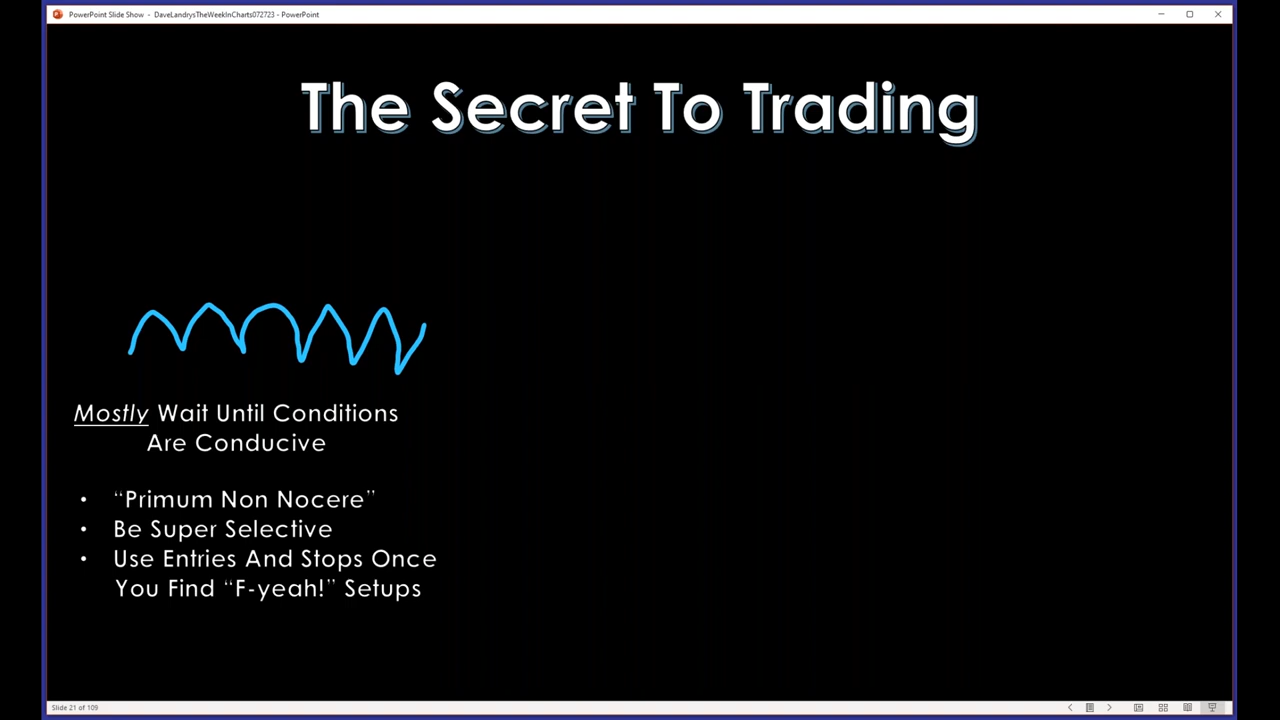 PowerPoint Slide Show - DaveLandrysTheWeekInCharts072723 - PowerPoint
The Secret To Trading
Mostly Wait Until Conditions
Are Conducive
• “Primum Non Nocere”
• Be Super Selective
• Use Entries And Stops Once
You Find “F-yeah!” Setups
Slide 21 of 109